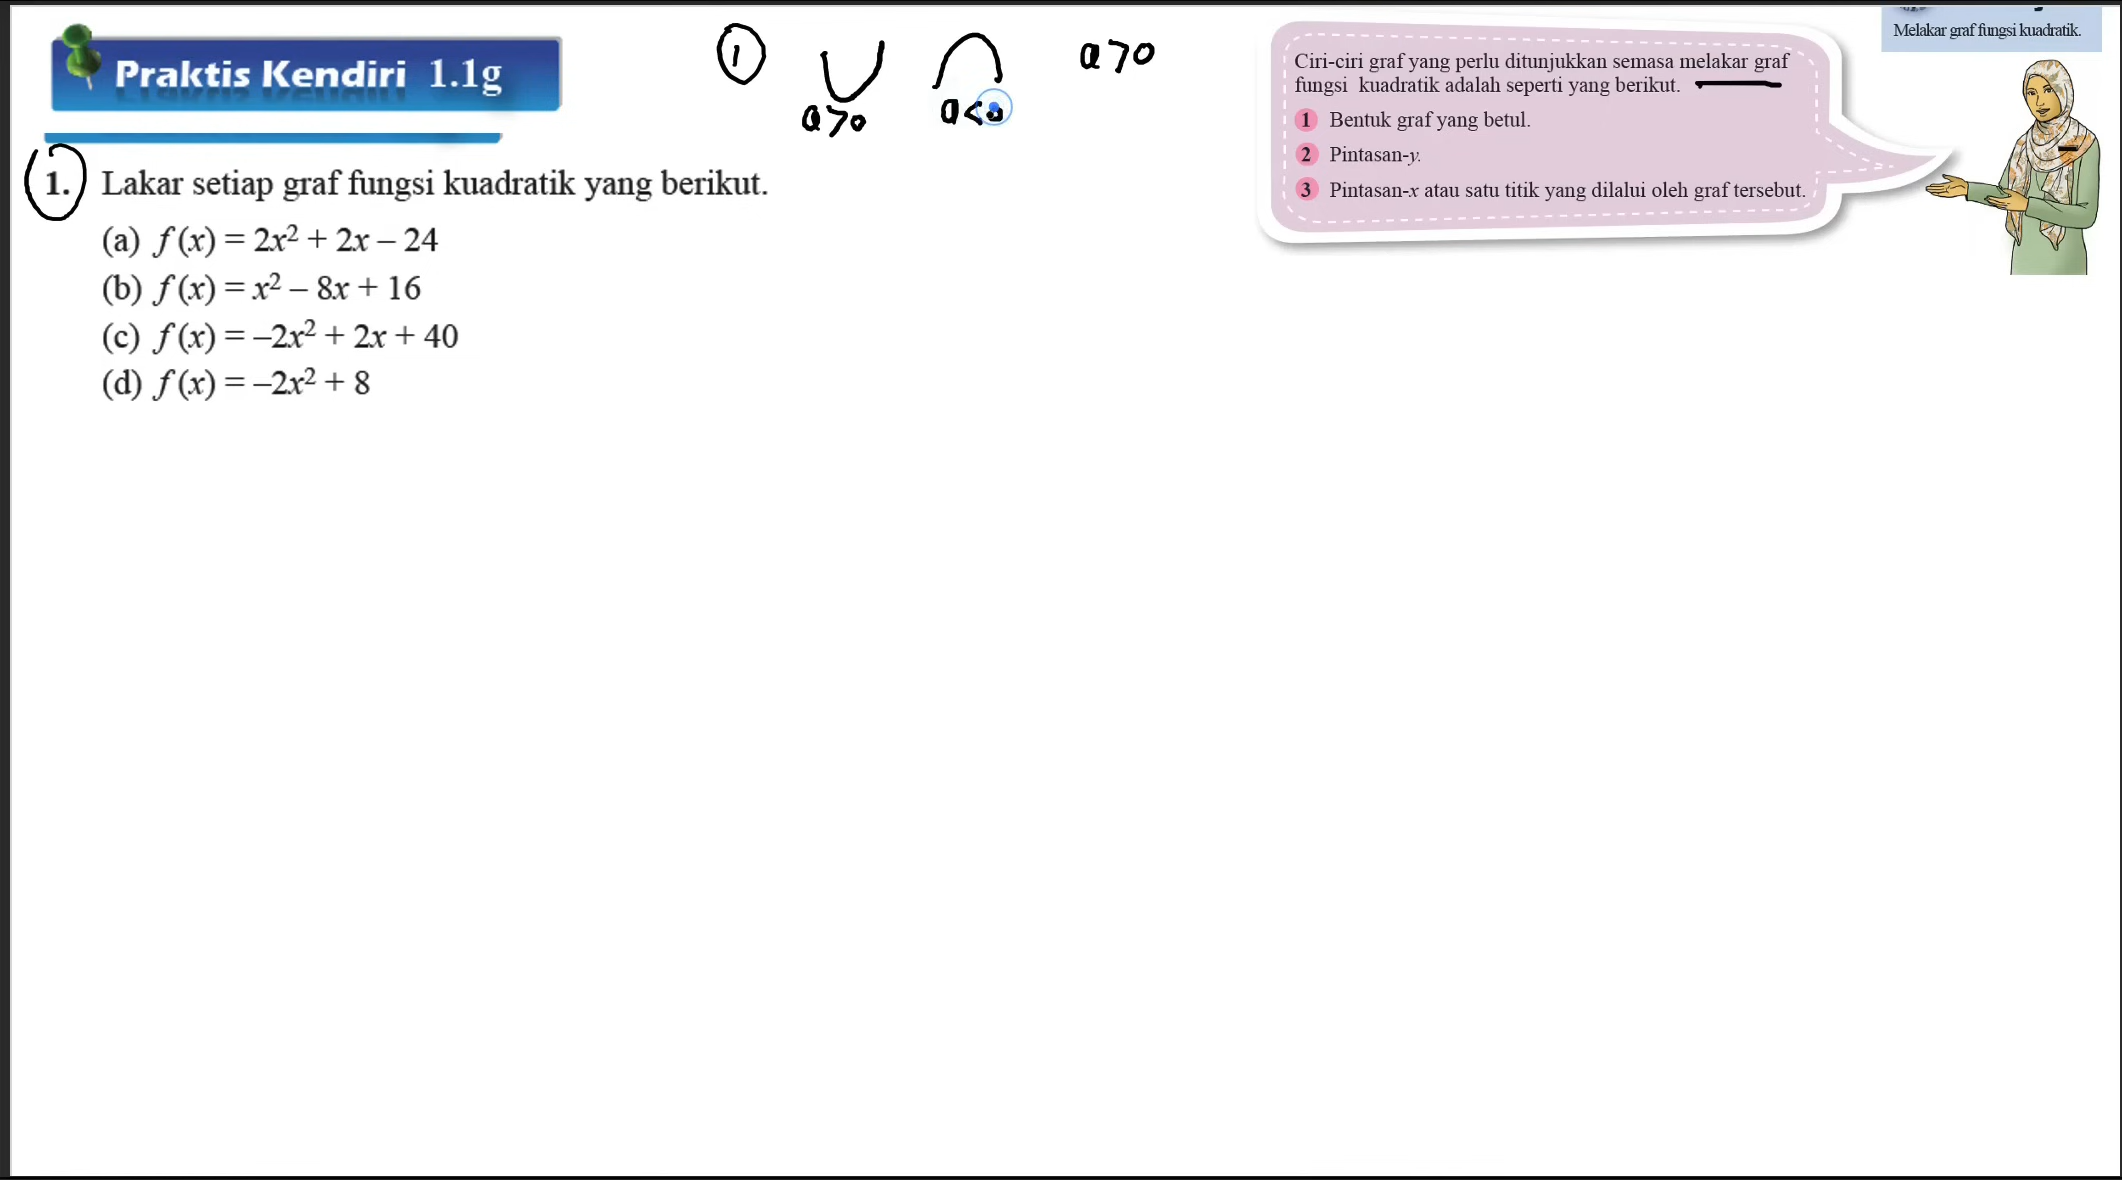 Praktis Kendiri 1.1g
1
a>0
a<0
a>0
Melakar graf fungsi kuadratik.
Ciri-ciri graf yang perlu ditunjukkan semasa melakar graf
fungsi kuadratik adalah seperti yang berikut.
1 Bentuk graf yang betul.
2 Pintasan-y.
3 Pintasan-x atau satu titik yang dilalui oleh graf tersebut.
1. Lakar setiap graf fungsi kuadratik yang berikut.
(a) f(x) = 2x² + 2x – 24
(b) f(x) = x² – 8x + 16
(c) f(x) = –2x² + 2x + 40
(d) f(x) = –2x² + 8